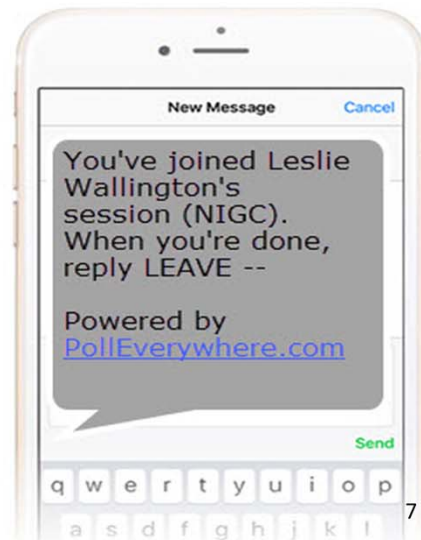 New Message Cancel
You've joined Leslie
Wallington's
session (NIGC).
When you're done,
reply LEAVE --
Powered by
PollEverywhere.com
Send
q w e r t y u i o p
7
a s d f g h j k l